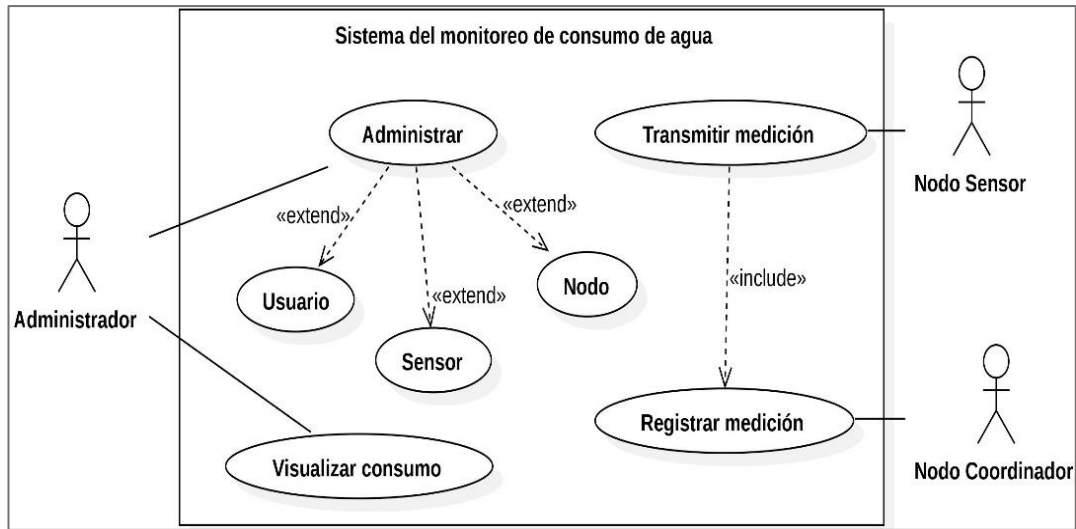 Sistema del monitoreo de consumo de agua
Administrar
Transmitir medición
Nodo Sensor
«extend»
«extend»
Usuario
Nodo
«include»
«extend»
Administrador
Sensor
Registrar medición
Visualizar consumo
Nodo Coordinador